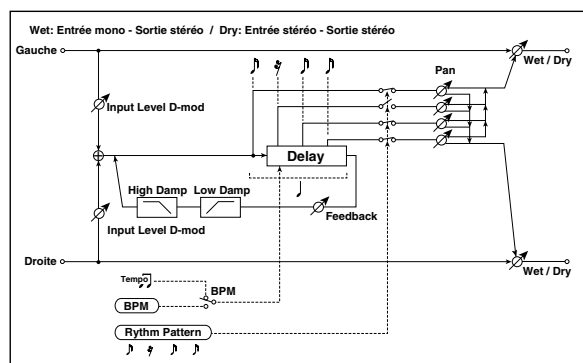 Wet: Entrée mono - Sortie stéréo / Dry: Entrée stéréo - Sortie stéréo
Gauche
Wet / Dry
Pan
Input Level D-mod
Delay
High Damp
Low Damp
Feedback
Input Level D-mod
Droite
Wet / Dry
Tempo
BPM
BPM
Rythm Pattern